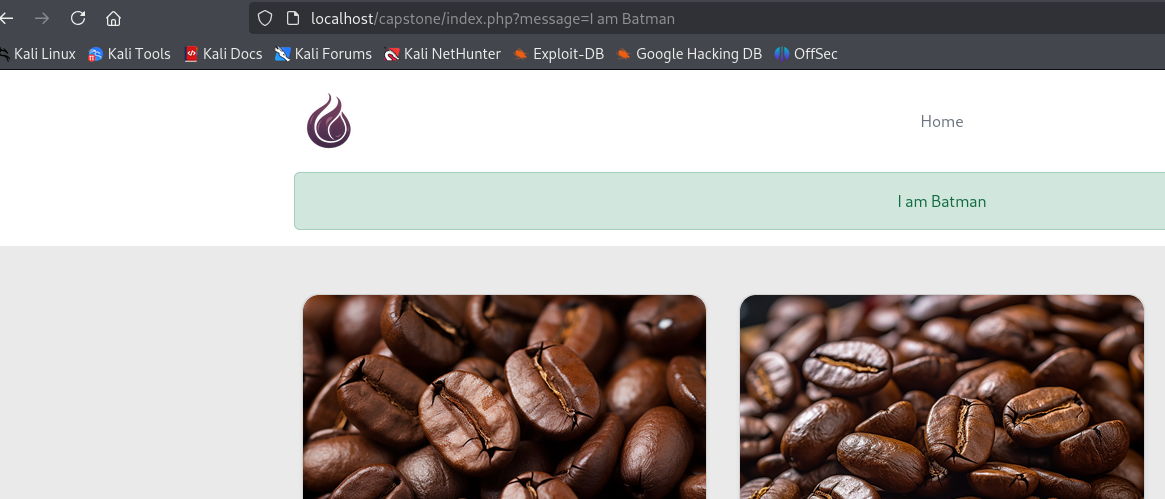 localhost/capstone/index.php?message=I am Batman
Kali Linux Kali Tools Kali Docs Kali Forums Kali NetHunter Exploit-DB Google Hacking DB OffSec
Home
I am Batman